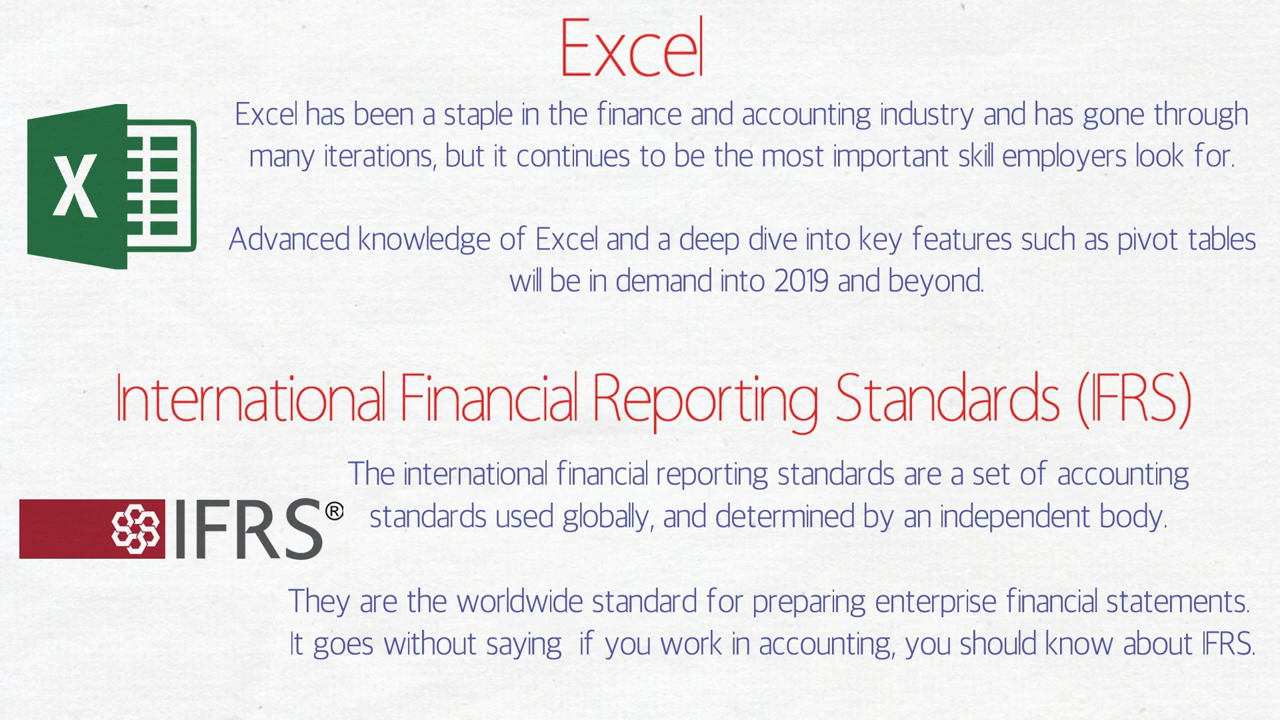 Excel
Excel has been a staple in the finance and accounting industry and has gone through
many iterations, but it continues to be the most important skill employers look for.
X
Advanced knowledge of Excel and a deep dive into key features such as pivot tables
will be in demand into 2019 and beyond.
International Financial Reporting Standards (IFRS)
The international financial reporting standards are a set of accounting
standards used globally, and determined by an independent body.
IFRS®
They are the worldwide standard for preparing enterprise financial statements.
It goes without saying if you work in accounting, you should know about IFRS.